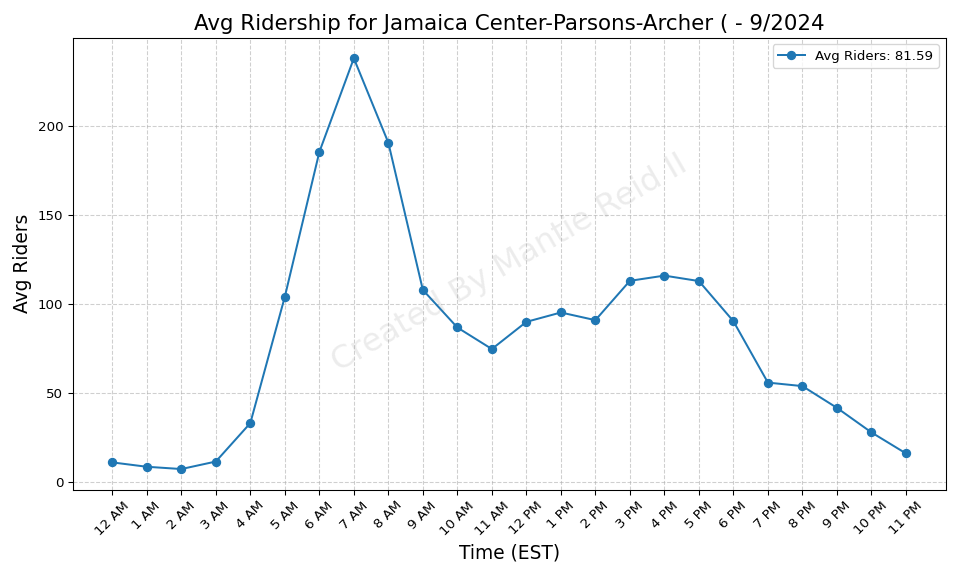 Avg Ridership for Jamaica Center-Parsons-Archer ( - 9/2024
Avg Riders: 81.59
Avg Riders
200
150
100
50
0
Created By Mantle Reid II
12 AM
1 AM
2 AM
3 AM
4 AM
5 AM
6 AM
7 AM
8 AM
9 AM
10 AM
11 AM
12 PM
1 PM
2 PM
3 PM
4 PM
5 PM
6 PM
7 PM
8 PM
9 PM
10 PM
11 PM
Time (EST)